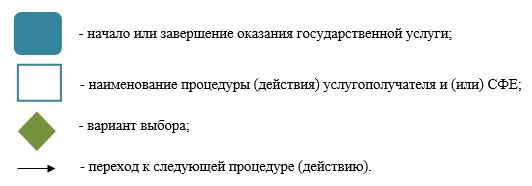 - начало или завершение оказания государственной услуги;
- наименование процедуры (действия) услугополучателя и (или) СФЕ;
- вариант выбора;
- переход к следующей процедуре (действию).